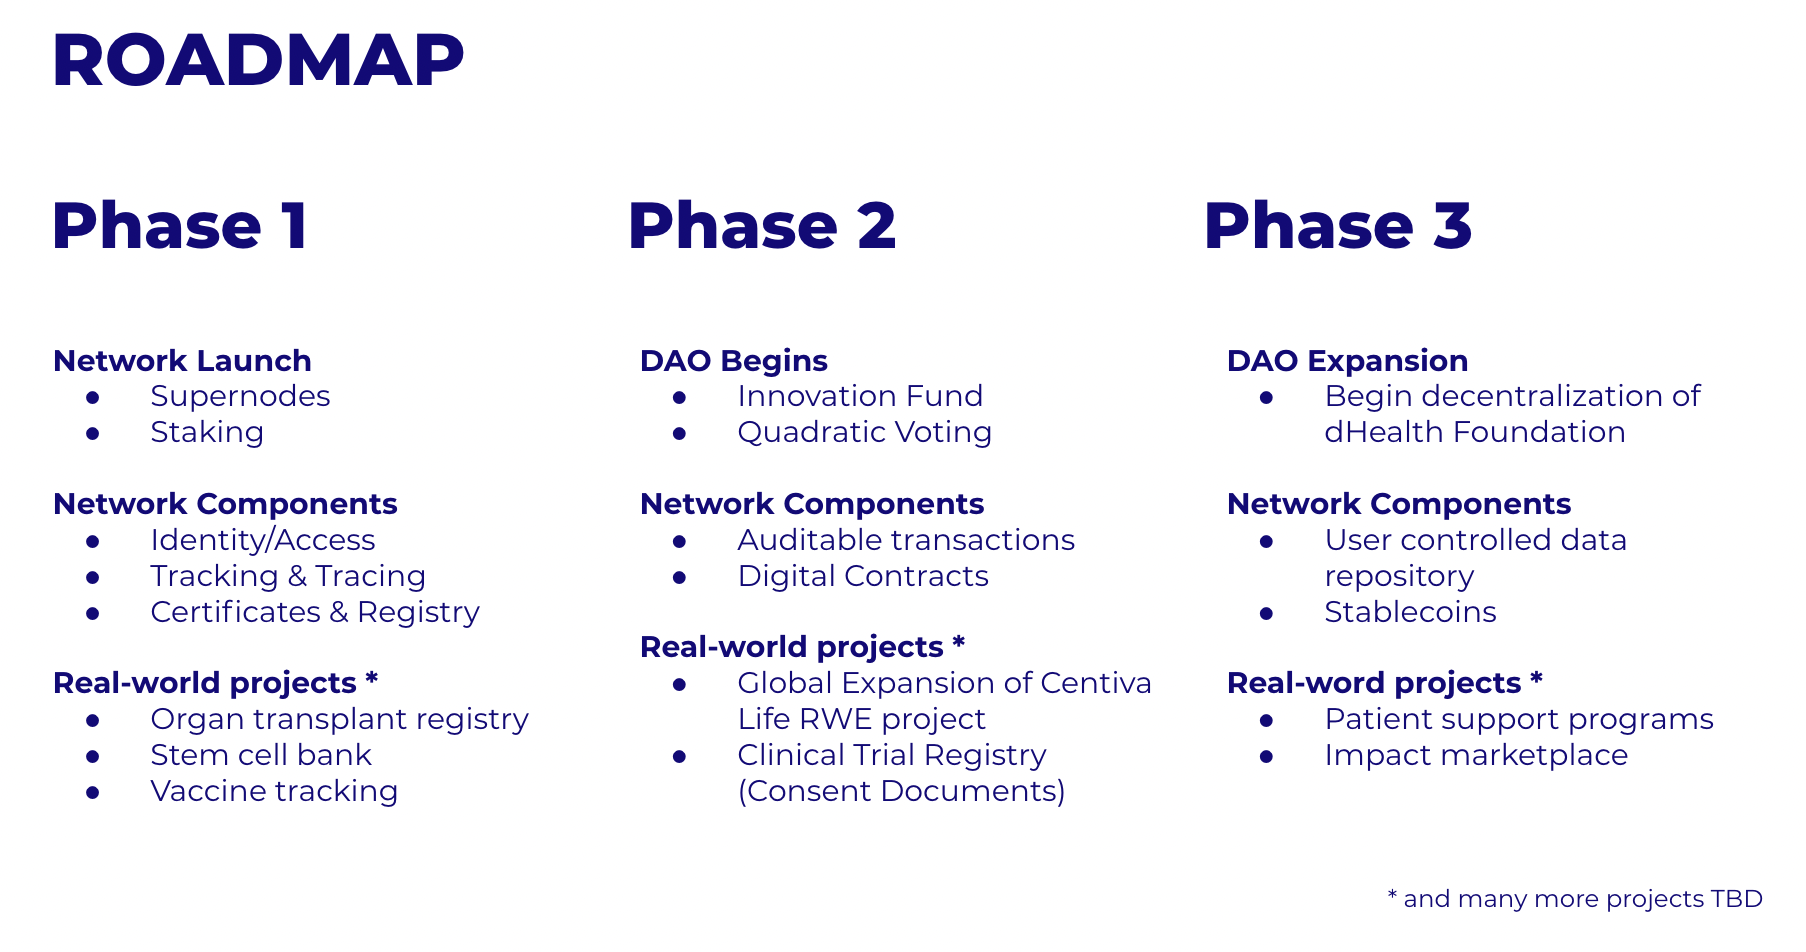 ROADMAP
Phase 1
Network Launch
● Supernodes
● Staking
Network Components
● Identity/Access
● Tracking & Tracing
● Certificates & Registry
Real-world projects *
● Organ transplant registry
● Stem cell bank
● Vaccine tracking
Phase 2
DAO Begins
● Innovation Fund
● Quadratic Voting
Network Components
● Auditable transactions
● Digital Contracts
Real-world projects *
● Global Expansion of Centiva
Life RWE project
● Clinical Trial Registry
(Consent Documents)
Phase 3
DAO Expansion
● Begin decentralization of
dHealth Foundation
Network Components
● User controlled data
repository
● Stablecoins
Real-word projects *
● Patient support programs
● Impact marketplace
* and many more projects TBD